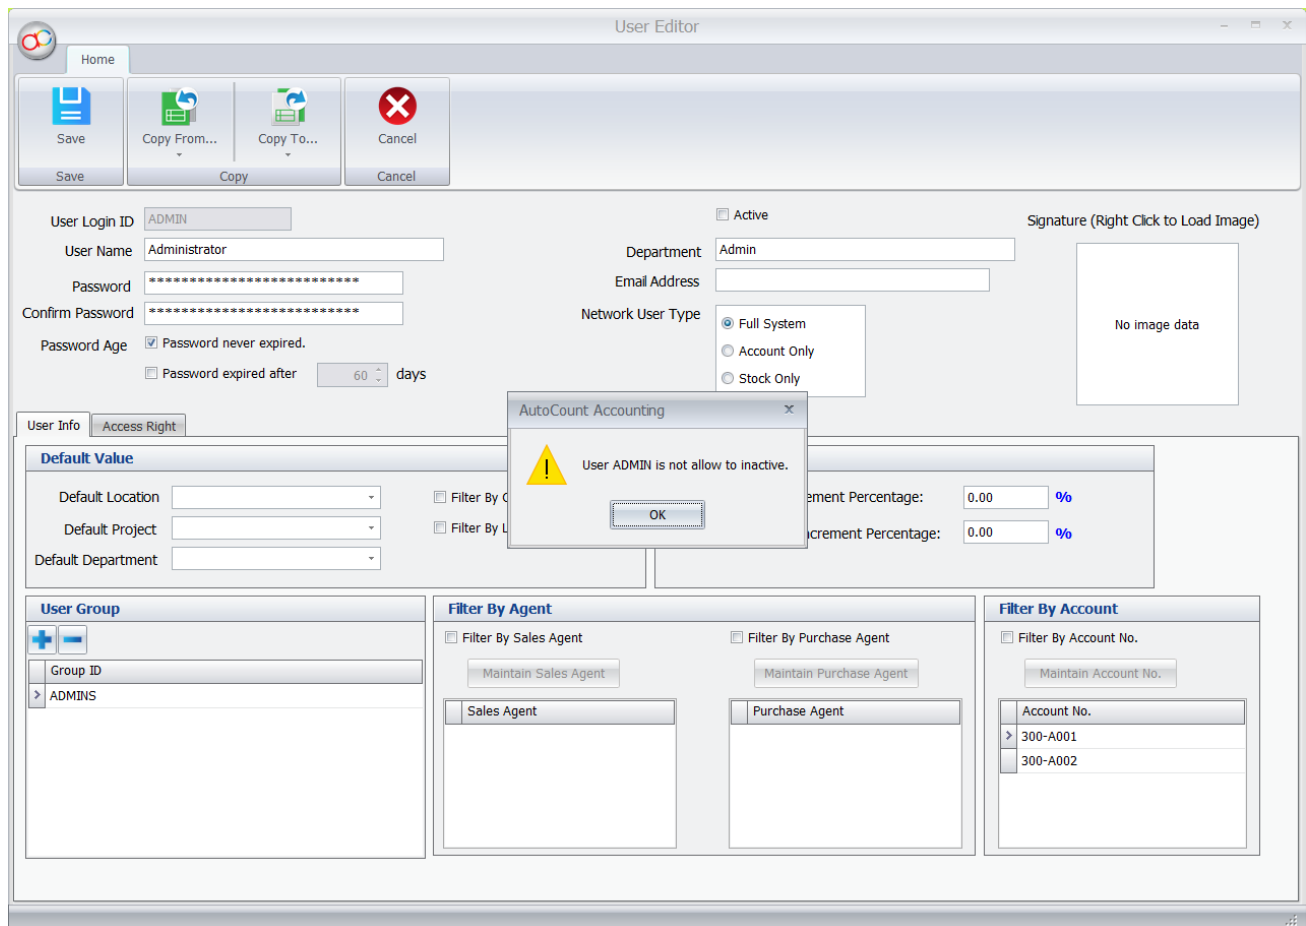 User Editor
Home
Save
Copy From...
Copy To...
Cancel
Save
Copy
Cancel
User Login ID ADMIN
Active
Signature (Right Click to Load Image)
User Name Administrator
Department Admin
Password **************************
Email Address
Confirm Password **************************
Network User Type
Full System
No image data
Password Age Password never expired.
Account Only
Password expired after 60 days
Stock Only
AutoCount Accounting
User ADMIN is not allow to inactive.
OK
User Info Access Right
Default Value
Default Location
Filter By
ement Percentage: 0.00 %
Default Project
Filter By
crement Percentage: 0.00 %
Default Department
User Group
Group ID
ADMINS
Filter By Agent
Filter By Sales Agent
Filter By Purchase Agent
Maintain Sales Agent
Maintain Purchase Agent
Sales Agent
Purchase Agent
Filter By Account
Filter By Account No.
Maintain Account No.
Account No.
300-A001
300-A002